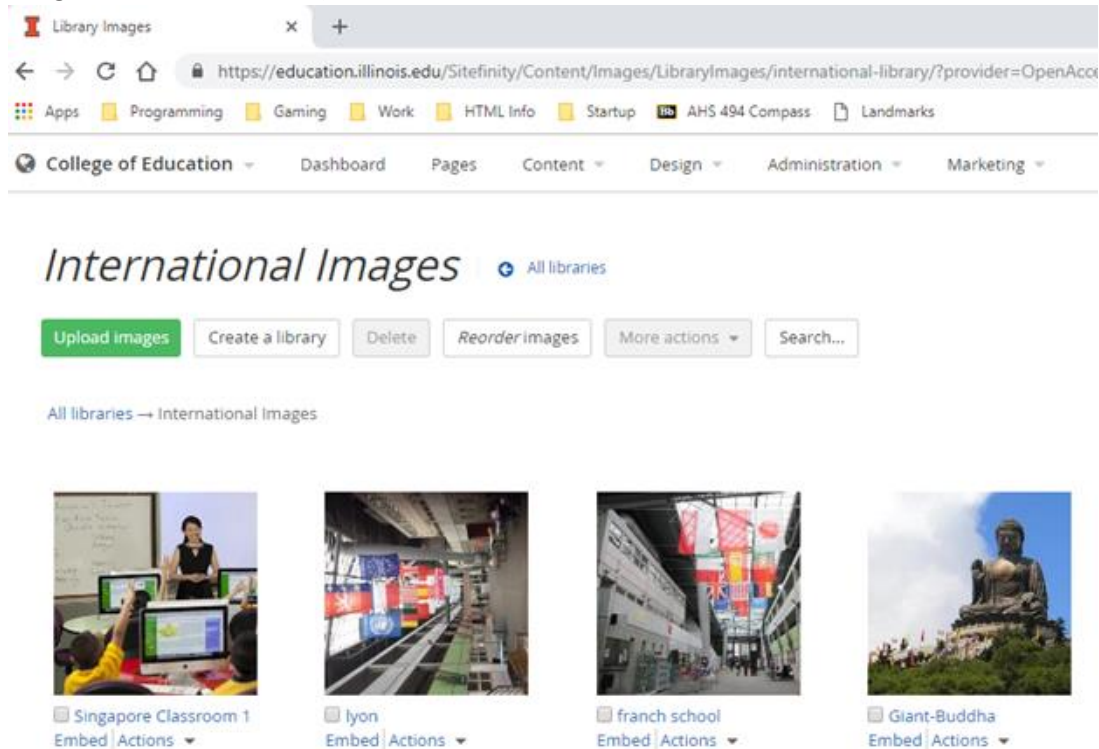 Library Images
https://education.illinois.edu/Sitefinity/Content/Images/LibraryImages/international-library/?provider=OpenAcce
Apps Programming Gaming Work HTML Info Startup Bb AHS 494 Compass Landmarks
College of Education Dashboard Pages Content Design Administration Marketing
International Images All libraries
Upload images Create a library Delete Reorder images More actions Search...
All libraries → International Images
Singapore Classroom 1 lyon franch school Giant-Buddha
Embed Actions Embed Actions Embed Actions Embed Actions